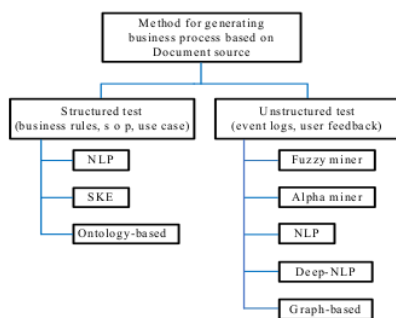 Method for generating
business process based on
Document source
Structured test
(business rules, s o p, use case)
NLP
SKE
Ontology-based
Unstructured test
(event logs, user feedback)
Fuzzy miner
Alpha miner
NLP
Deep-NLP
Graph-based